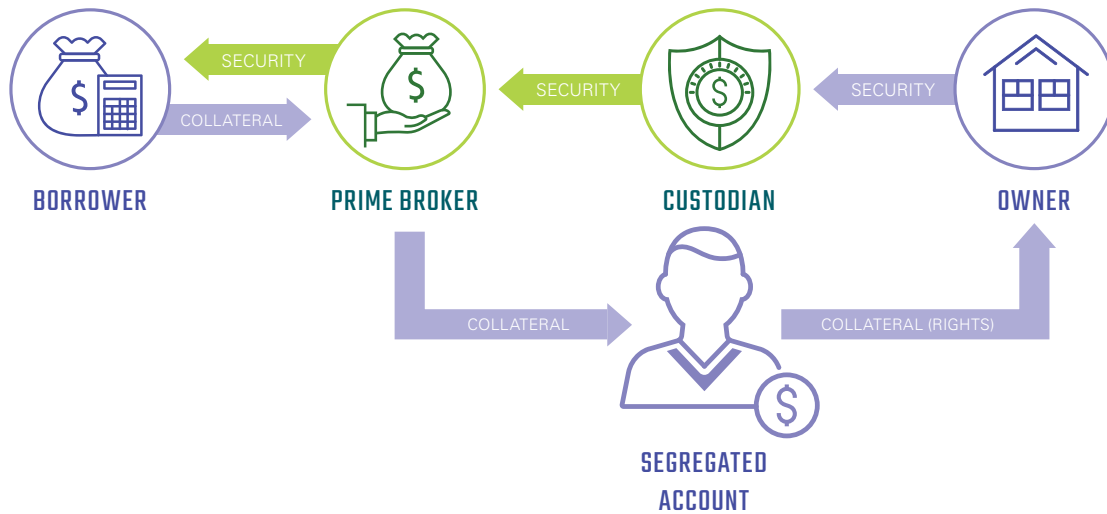 SECURITY
SECURITY
SECURITY
COLLATERAL
BORROWER
PRIME BROKER
CUSTODIAN
OWNER
COLLATERAL
COLLATERAL (RIGHTS)
SEGREGATED
ACCOUNT